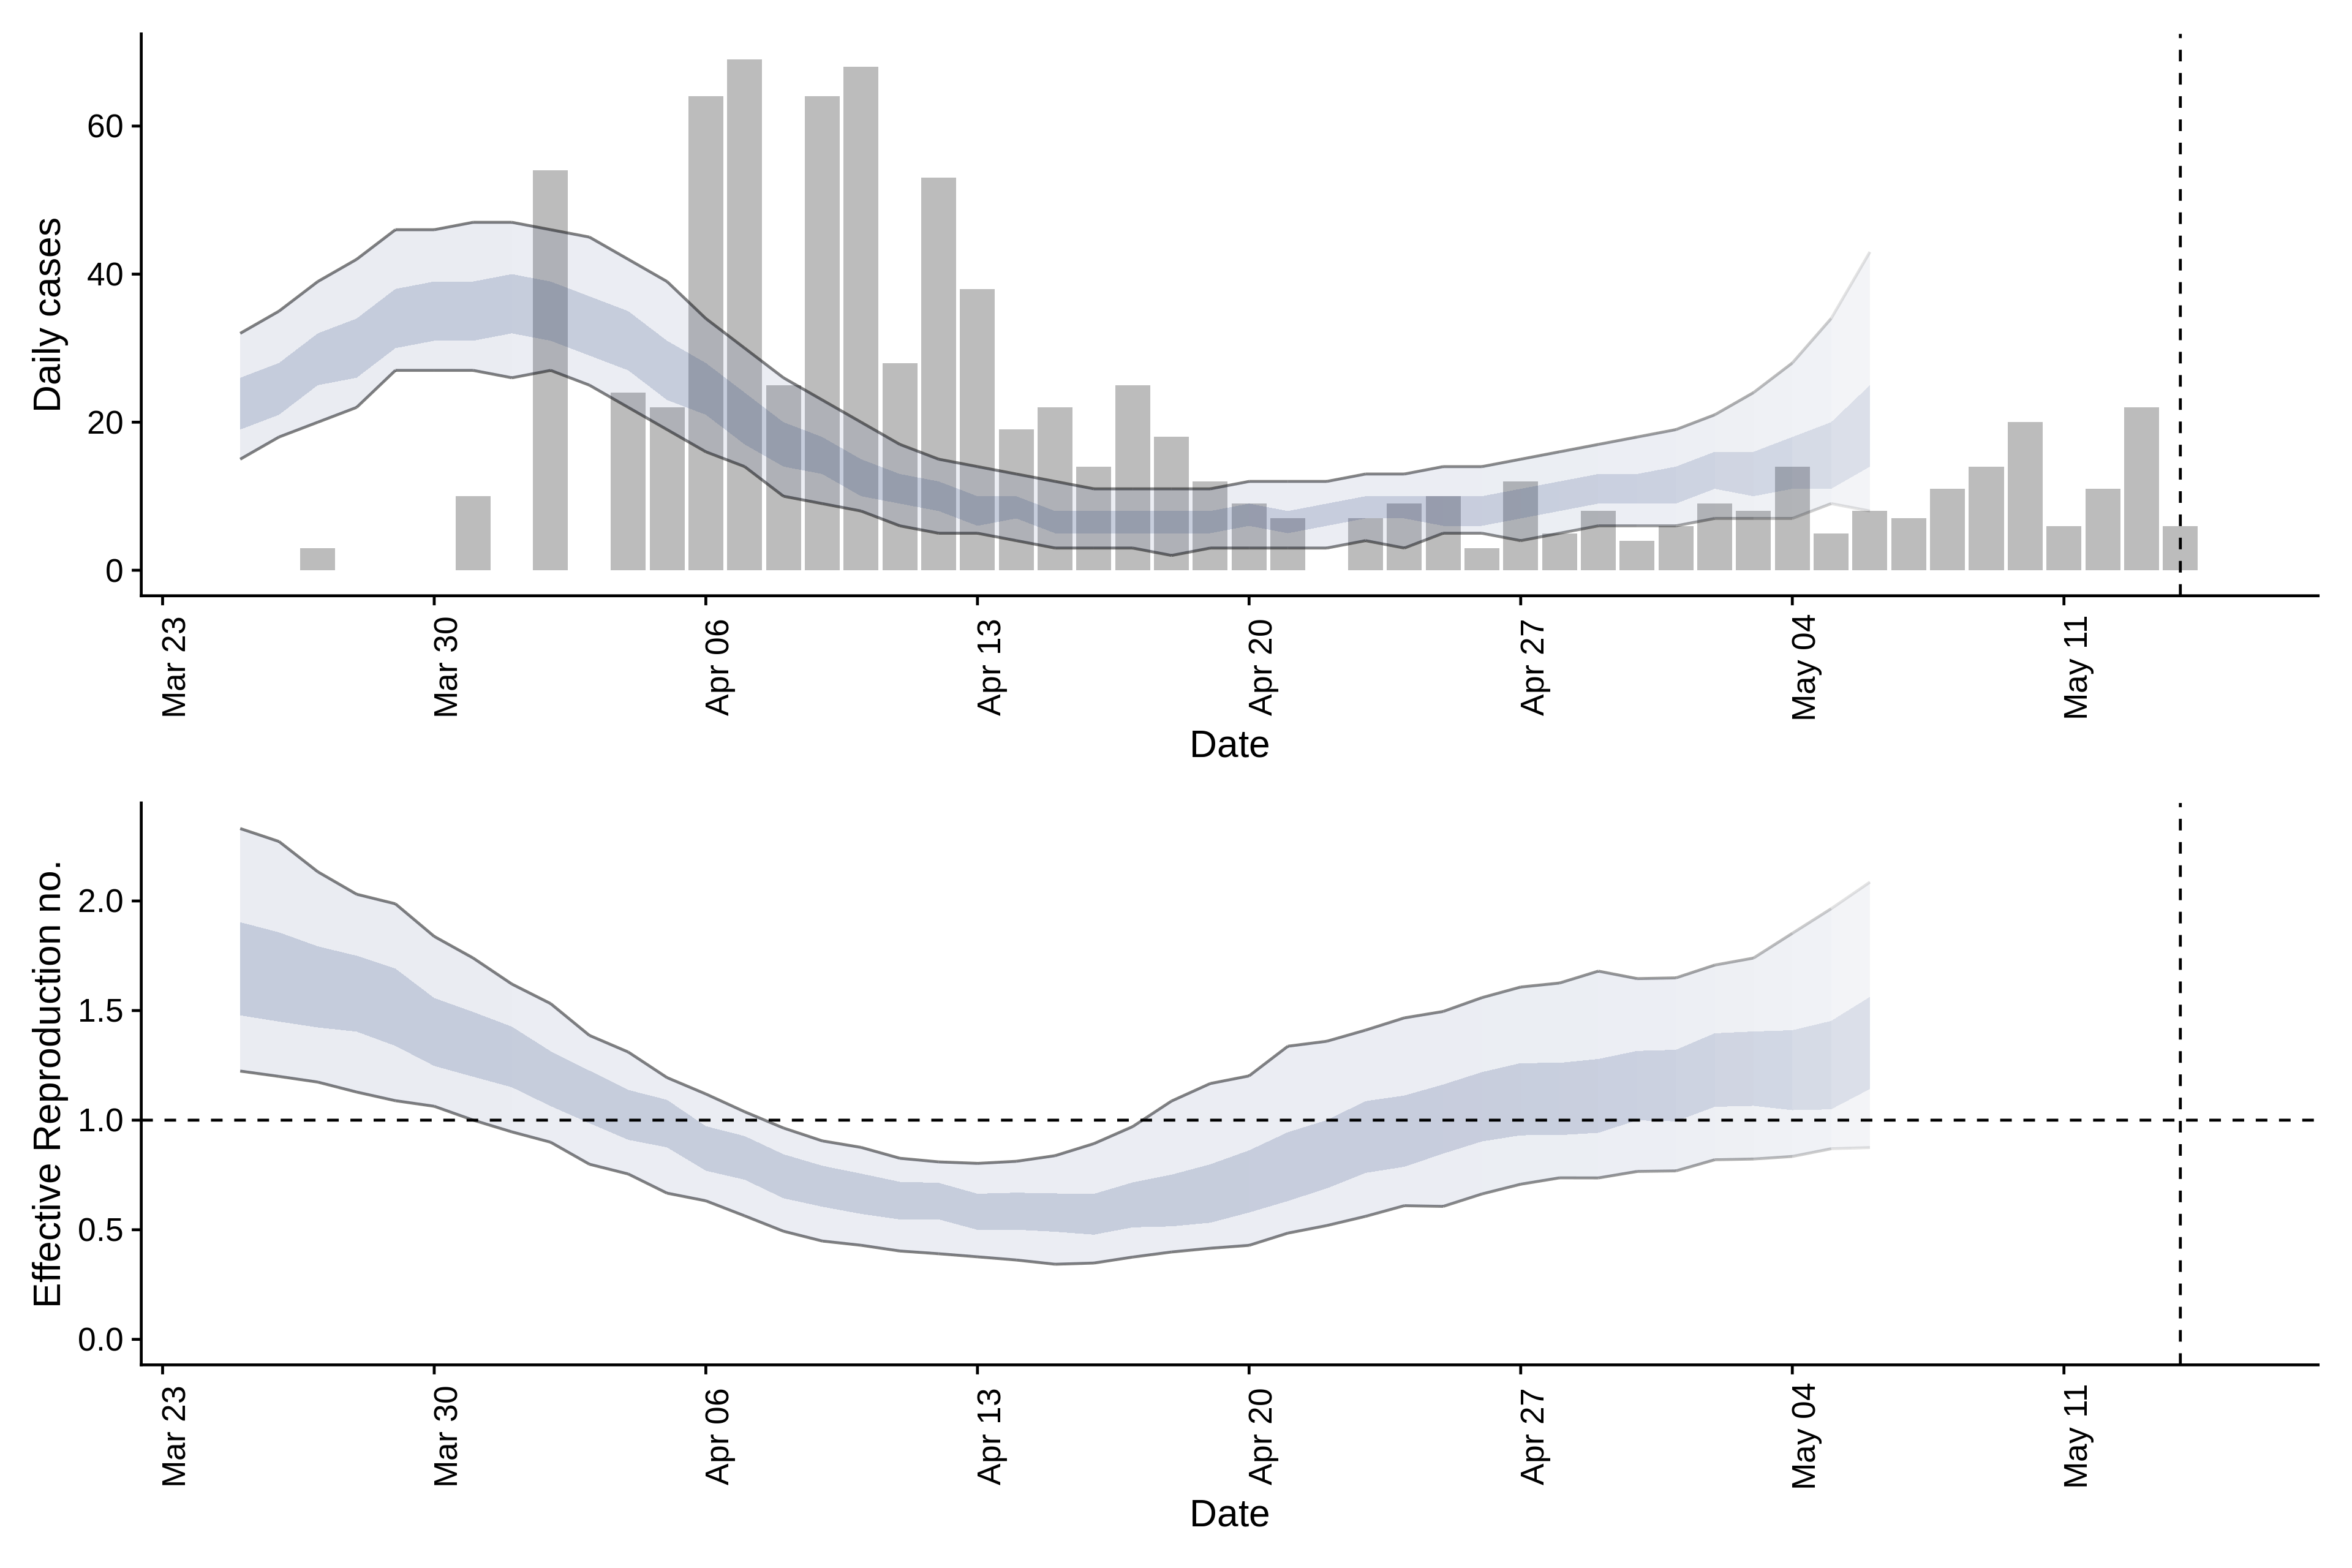 Daily cases
60
40
20
0
Mar 23
Mar 30
Apr 06
Apr 13
Apr 20
Apr 27
May 04
May 11
Date
Effective Reproduction no.
2.0
1.5
1.0
0.5
0.0
Mar 23
Mar 30
Apr 06
Apr 13
Apr 20
Apr 27
May 04
May 11
Date